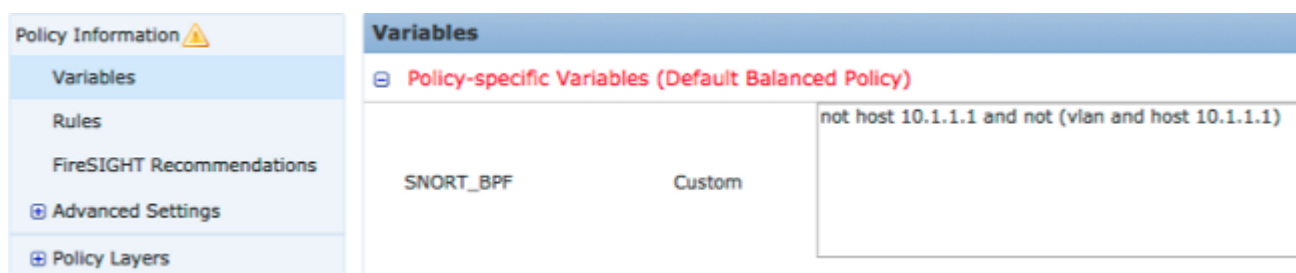 Policy Information
Variables
Rules
FireSIGHT Recommendations
Advanced Settings
Policy Layers
Variables
Policy-specific Variables (Default Balanced Policy)
SNORT_BPF
Custom
not host 10.1.1.1 and not (vlan and host 10.1.1.1)